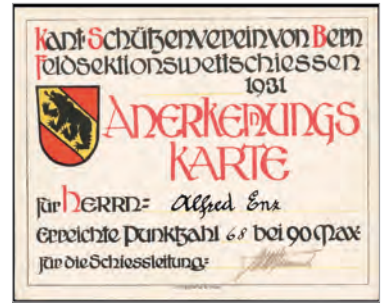 Kant. Schützenverein von Bern
Feldsektionswettschiessen
1931
ANERKENNUNGS
KARTE
für HERRN= Alfred Enz
Erreichte Punktzahl 68 bei 90 Max.
für die Schiessleitung: